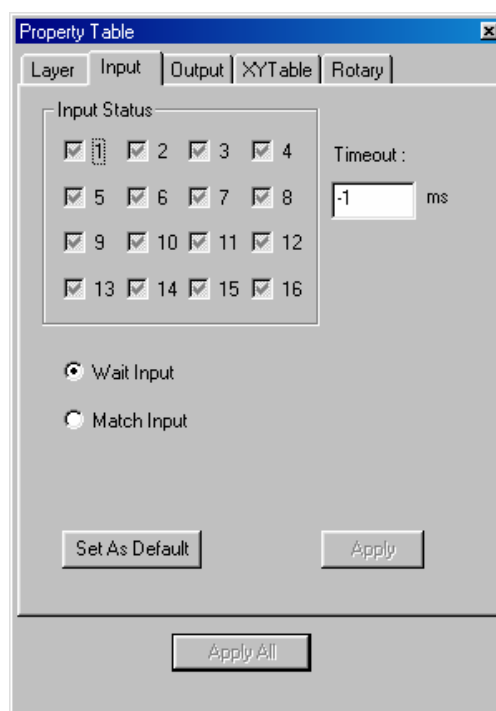 Property Table
Layer Input Output XYTable Rotary
Input Status
1 2 3 4
Timeout :
5 6 7 8
-1 ms
9 10 11 12
13 14 15 16
Wait Input
Match Input
Set As Default Apply
Apply All